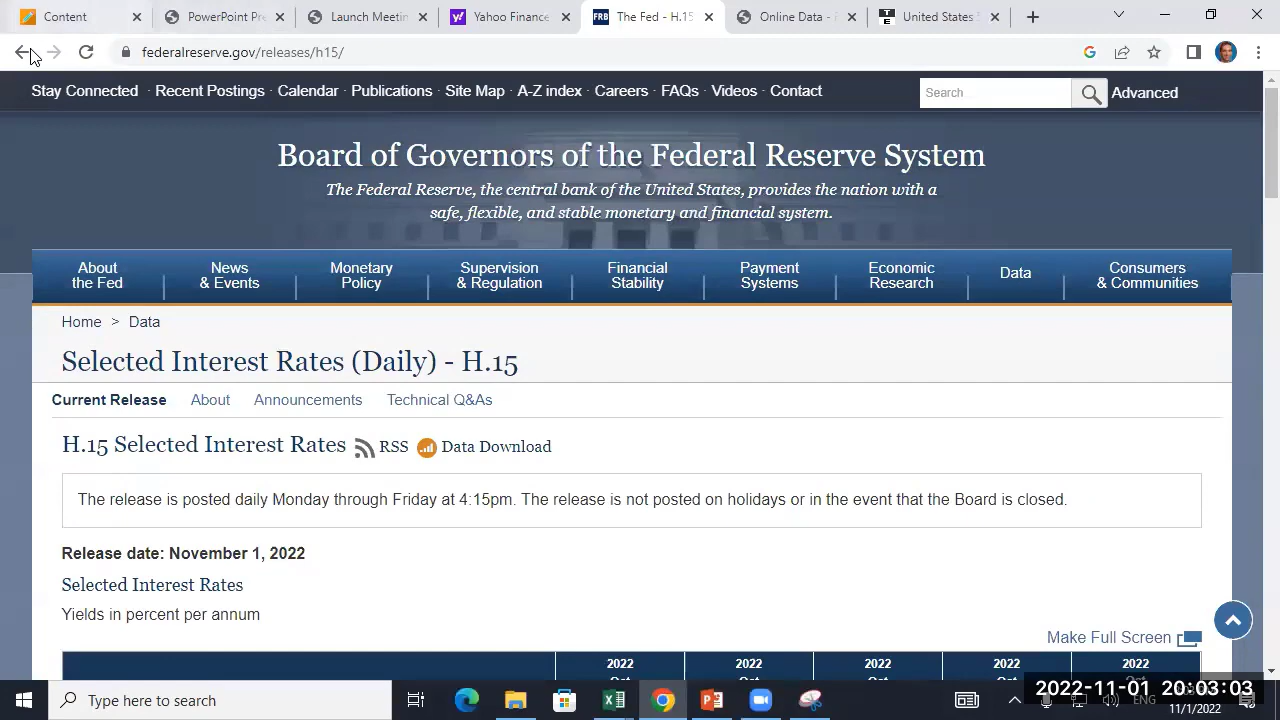 Content
PowerPoint Pre
Launch Meetin
Yahoo Finance
FRB
The Fed - H.15
Online Data -
United States
federalreserve.gov/releases/h15/
Stay Connected Recent Postings Calendar Publications Site Map A-Z index Careers FAQs Videos Contact
Search Advanced
Board of Governors of the Federal Reserve System
The Federal Reserve, the central bank of the United States, provides the nation with a
safe, flexible, and stable monetary and financial system.
About
the Fed
News
& Events
Monetary
Policy
Supervision
& Regulation
Financial
Stability
Payment
Systems
Economic
Research
Data
Consumers
& Communities
Home > Data
Selected Interest Rates (Daily) - H.15
Current Release About Announcements Technical Q&As
H.15 Selected Interest Rates RSS Data Download
The release is posted daily Monday through Friday at 4:15pm. The release is not posted on holidays or in the event that the Board is closed.
Release date: November 1, 2022
Selected Interest Rates
Yields in percent per annum
Make Full Screen
2022 2022 2022 2022 2022
Type here to search
2022-11-01 20:03:03
ENG
11/1/2022